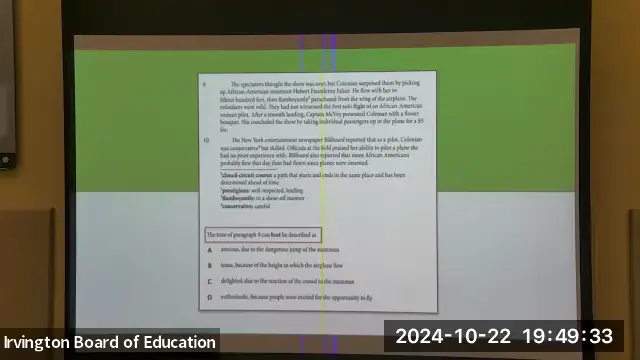 9 The spectators thought the show was over, but Coleman surprised them by picking
up African American stuntman Hubert Fauntleroy Julian. He flew with her to
fifteen hundred feet, then flamboyantly³ parachuted from the wing of the airplane. The
onlookers went wild. They had not witnessed the first solo flight of an African American
woman pilot. After a smooth landing, Captain McVey presented Coleman with a flower
bouquet. She concluded the show by taking individual passengers up in the plane for a $5
fee.
10 The New York entertainment newspaper Billboard reported that as a pilot, Coleman
was conservative⁴ but skilled. Officials at the field praised her ability to pilot a plane she
had no prior experience with. Billboard also reported that more African Americans
probably flew that day than had flown since planes were invented.
¹closed-circuit course: a path that starts and ends in the same place and has been
determined ahead of time
²prestigious: well respected, leading
³flamboyantly: in a show-off manner
⁴conservative: careful
The tone of paragraph 9 can best be described as
A anxious, due to the dangerous jump of the stuntman
B tense, because of the height in which the airplane flew
C delighted, due to the reaction of the crowd to the stuntman
D enthusiastic, because people were excited for the opportunity to fly.
Irvington Board of Education
2024-10-22 19:49:33